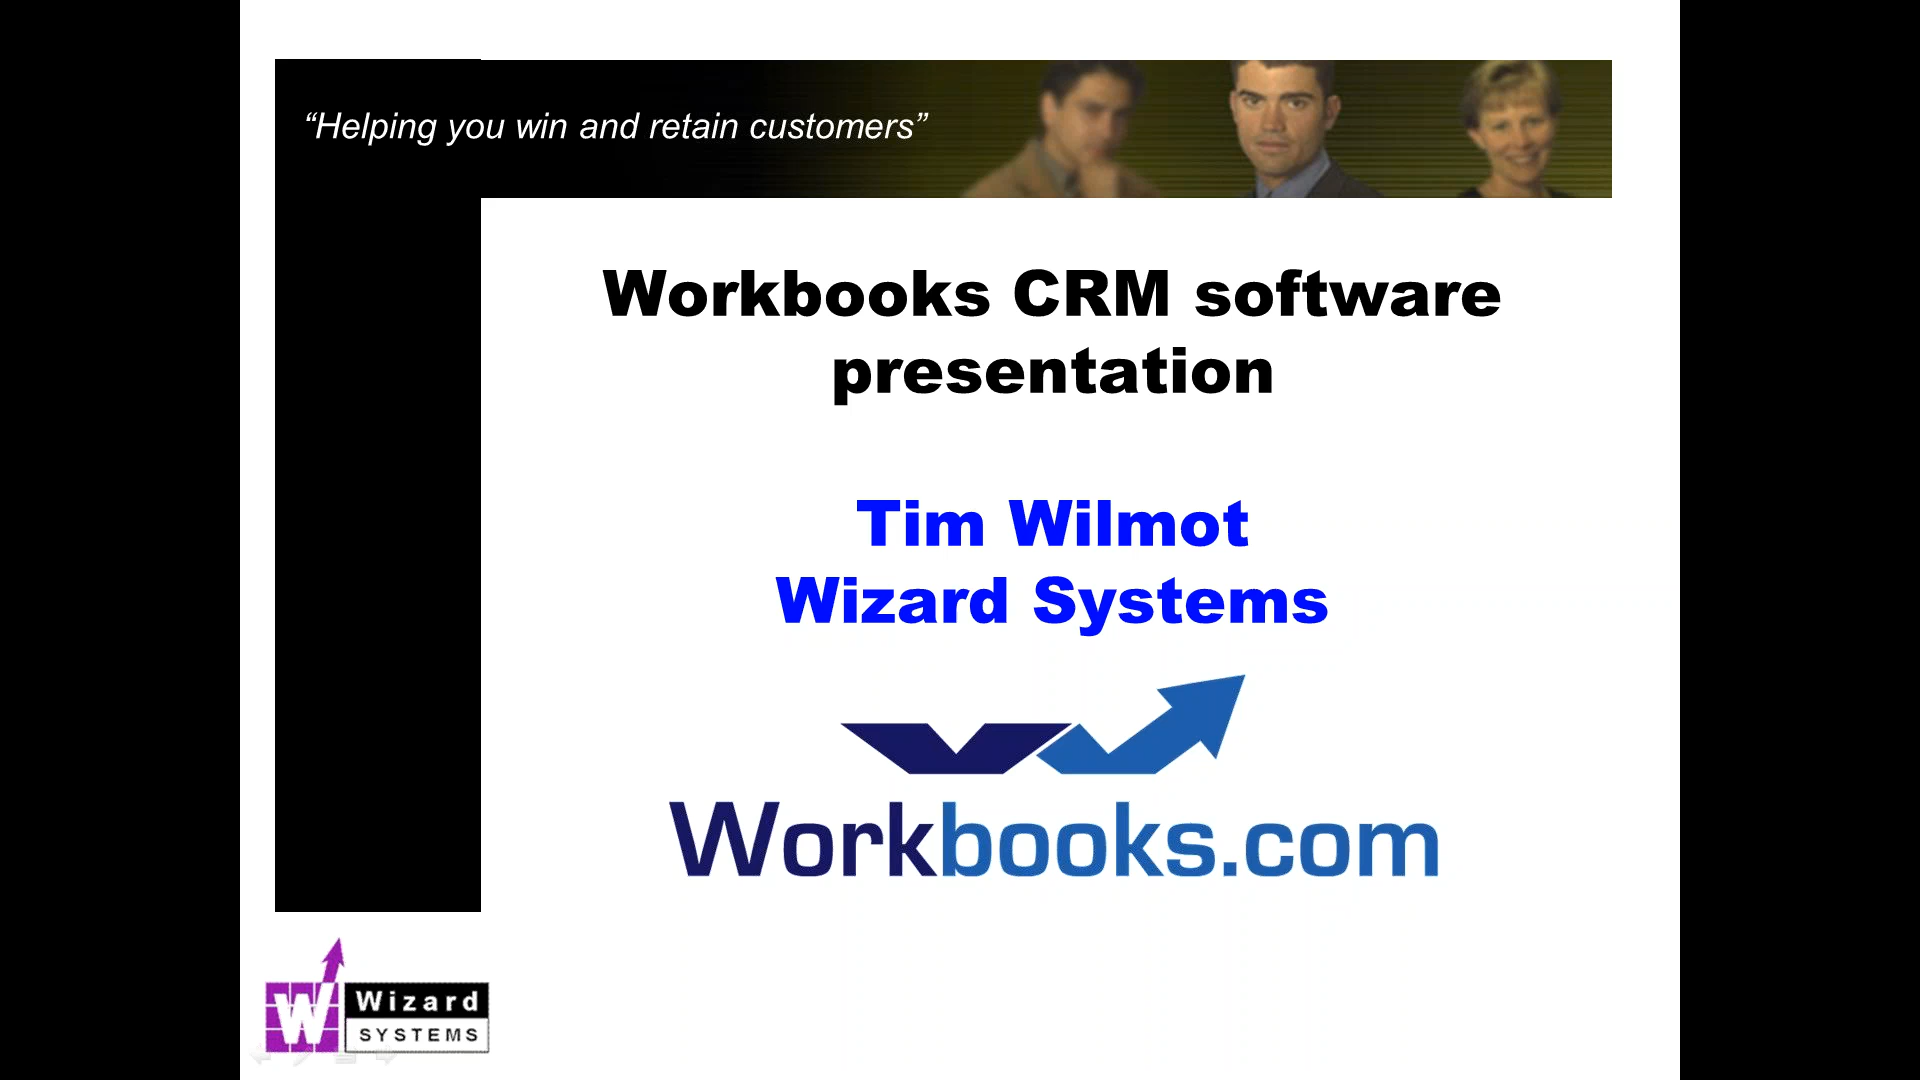 “Helping you win and retain customers”
Workbooks CRM software
presentation
Tim Wilmot
Wizard Systems
Workbooks.com
W Wizard
SYSTEMS